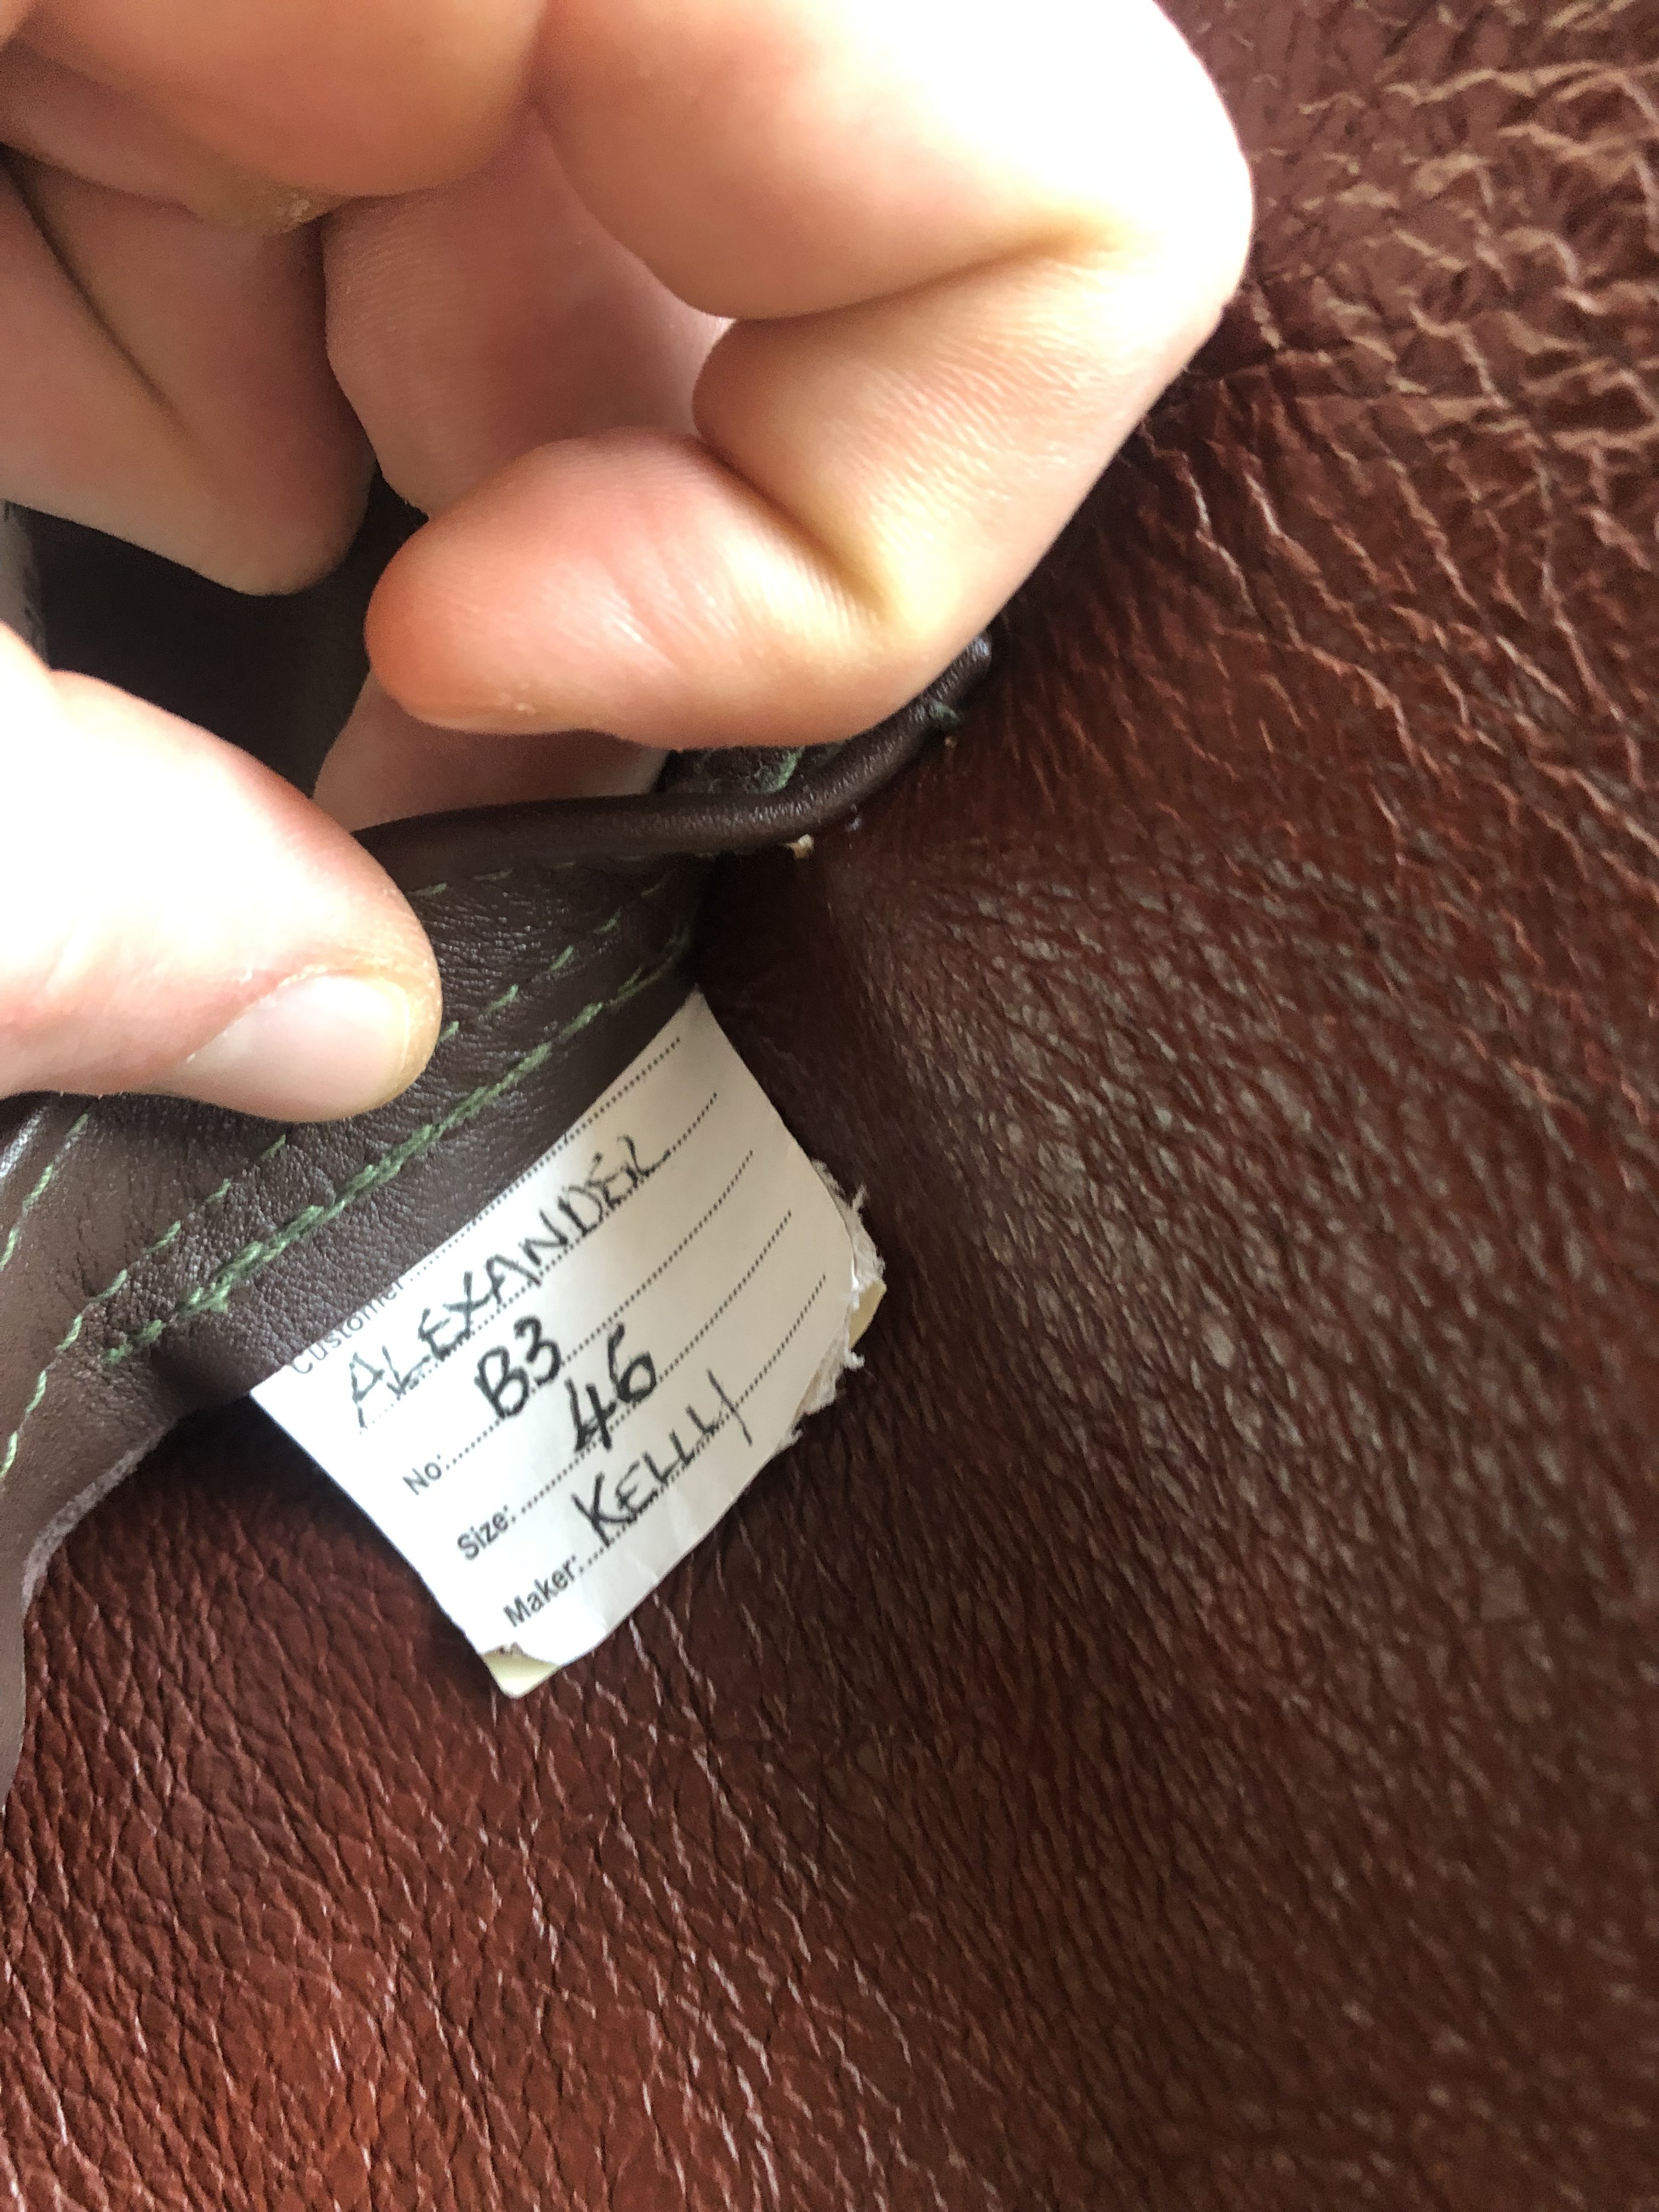 Customer
ALEXANDER
No: B3
Size: 46
Maker: KELLY